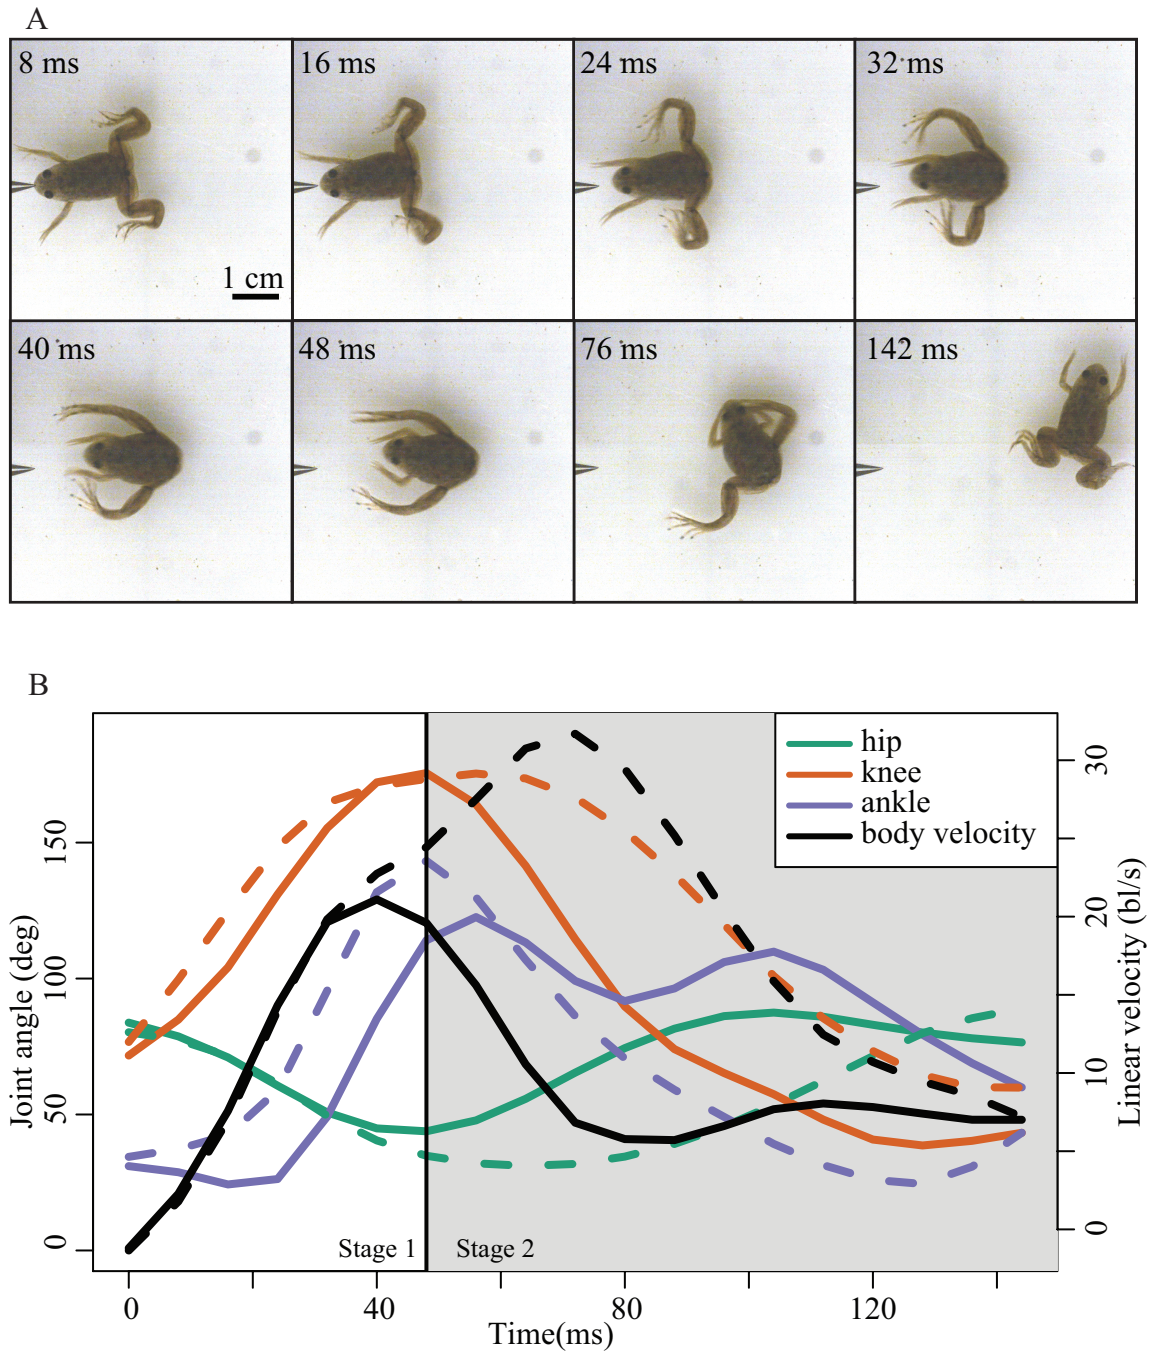 A
8 ms
16 ms
24 ms
32 ms
1 cm
40 ms
48 ms
76 ms
142 ms
B
hip
knee
ankle
body velocity
Joint angle (deg)
0
50
100
150
Linear velocity (bl/s)
0
10
20
30
Stage 1
Stage 2
0
40
80
120
Time(ms)